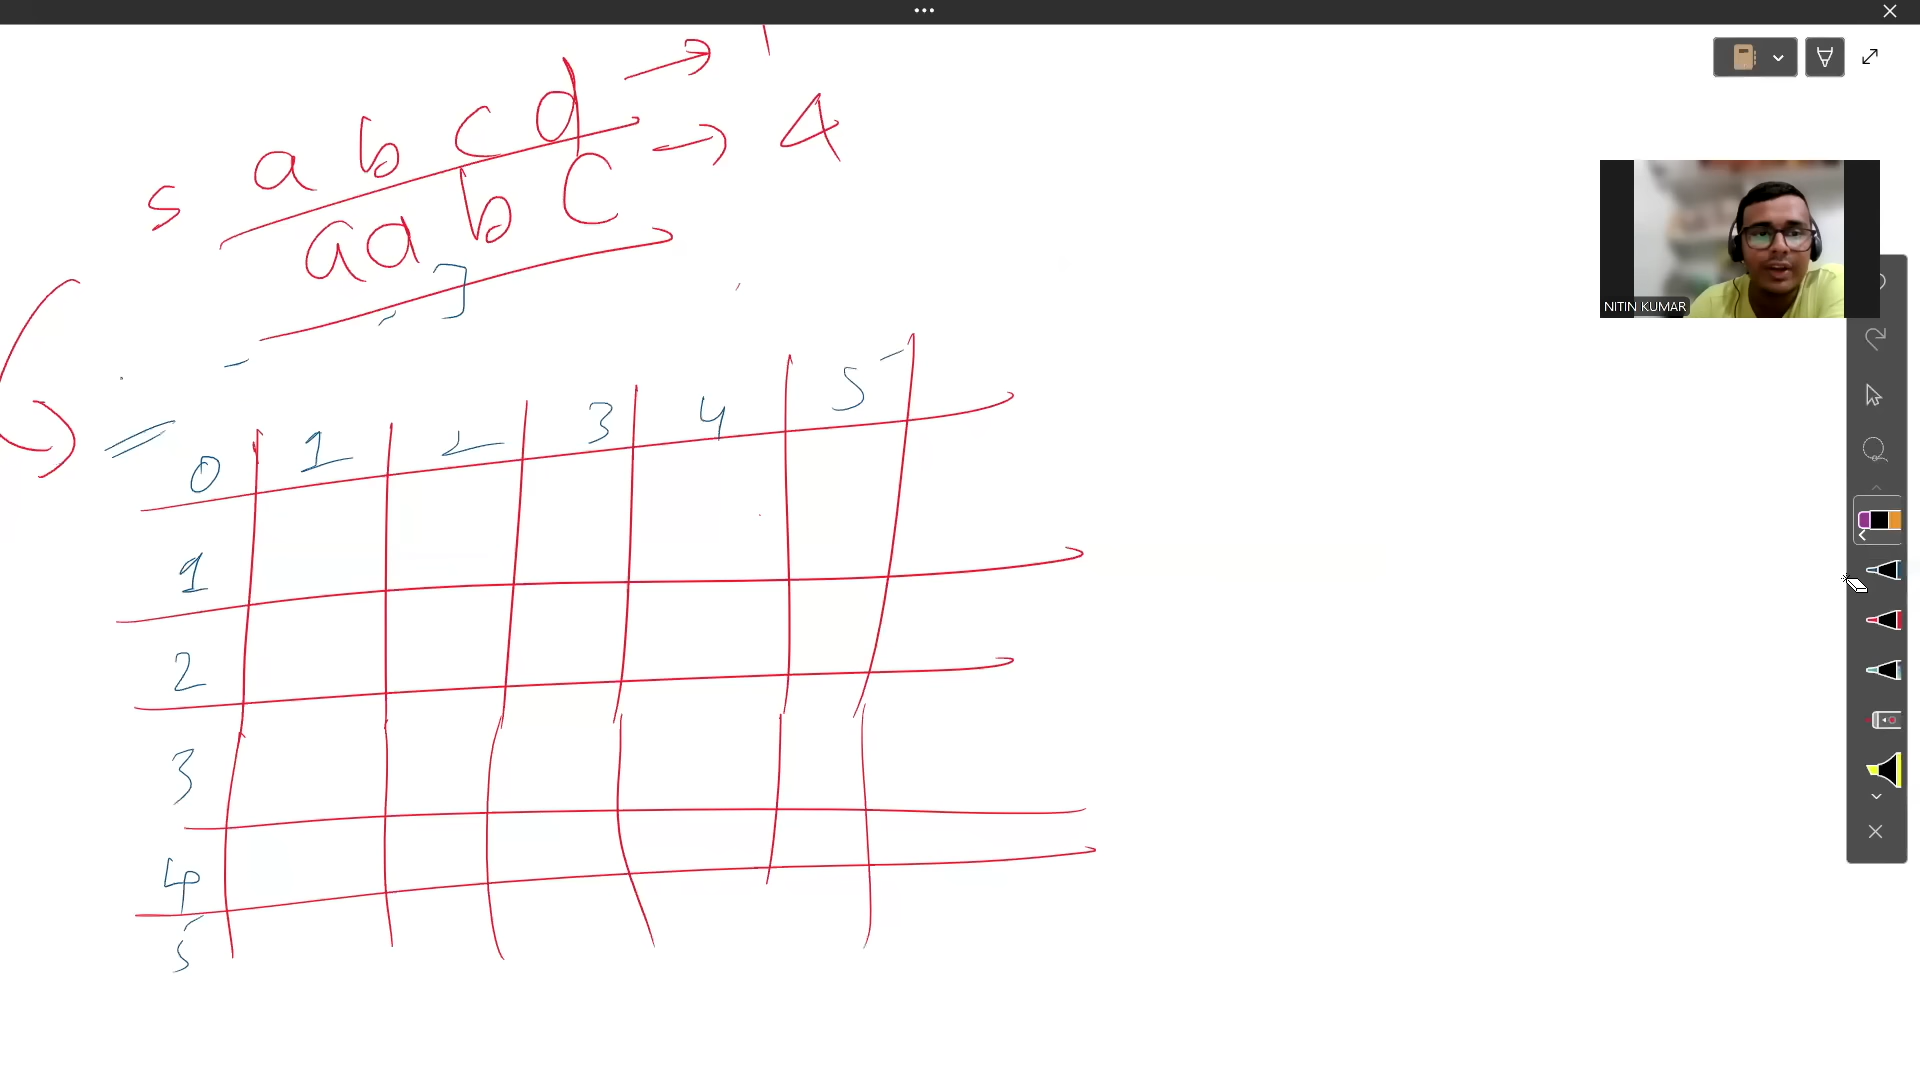 a b c d →
s
a a b c → 4
0 1 2 3 4 5
1
2
3
4
5
NITIN KUMAR